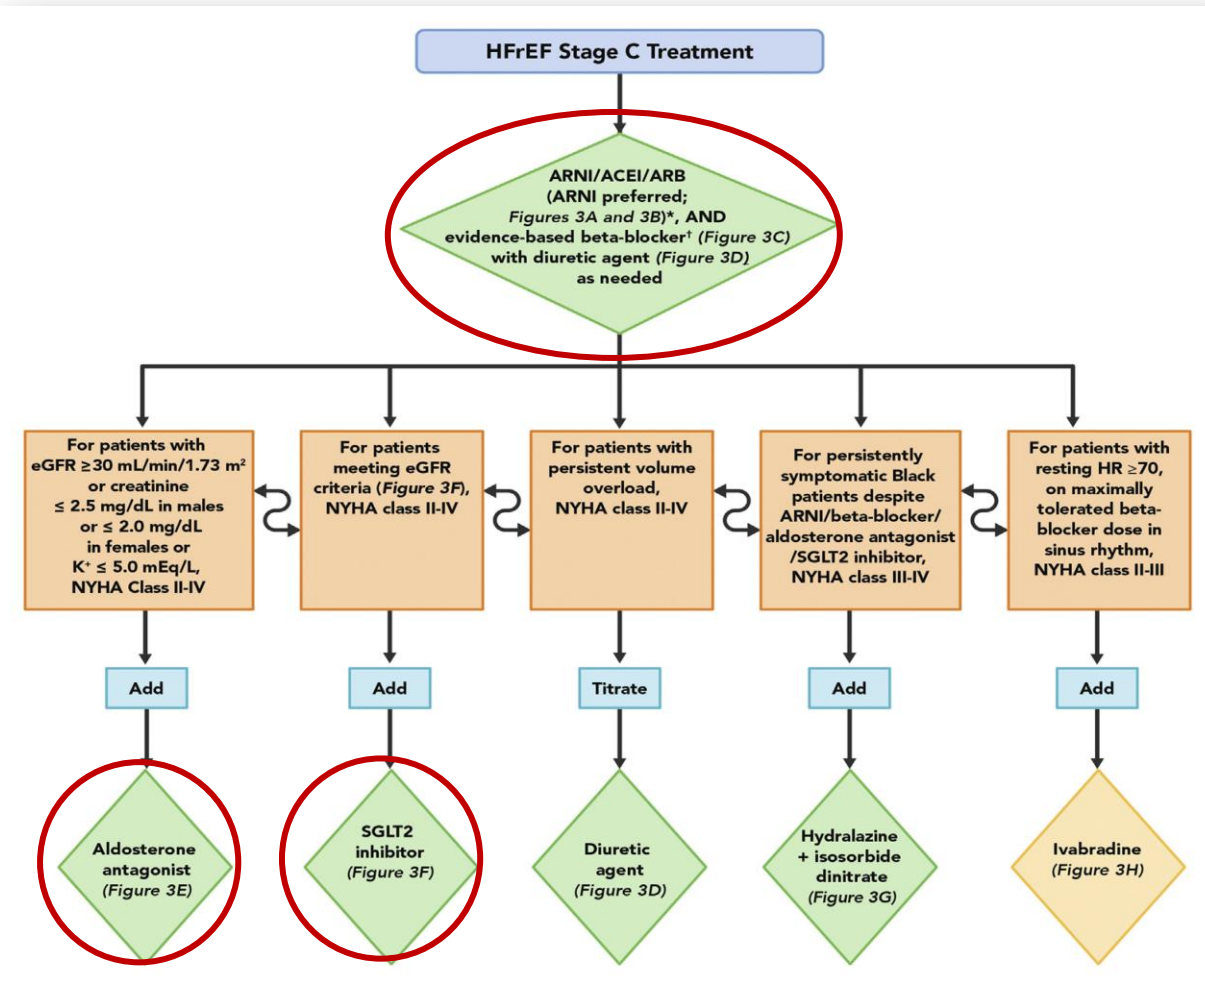 HFrEF Stage C Treatment
ARNI/ACEI/ARB
(ARNI preferred;
Figures 3A and 3B)*, AND
evidence-based beta-blocker† (Figure 3C)
with diuretic agent (Figure 3D)
as needed
For patients with
eGFR ≥30 mL/min/1.73 m²
or creatinine
≤ 2.5 mg/dL in males
or ≤ 2.0 mg/dL
in females or
K⁺ ≤ 5.0 mEq/L,
NYHA Class II-IV
For patients
meeting eGFR
criteria (Figure 3F),
NYHA class II-IV
For patients with
persistent volume
overload,
NYHA class II-IV
For persistently
symptomatic Black
patients despite
ARNI/beta-blocker/
aldosterone antagonist
/SGLT2 inhibitor,
NYHA class III-IV
For patients with
resting HR ≥70,
on maximally
tolerated beta-
blocker dose in
sinus rhythm,
NYHA class II-III
Add
Add
Titrate
Add
Add
Aldosterone
antagonist
(Figure 3E)
SGLT2
inhibitor
(Figure 3F)
Diuretic
agent
(Figure 3D)
Hydralazine
+ isosorbide
dinitrate
(Figure 3G)
Ivabradine
(Figure 3H)